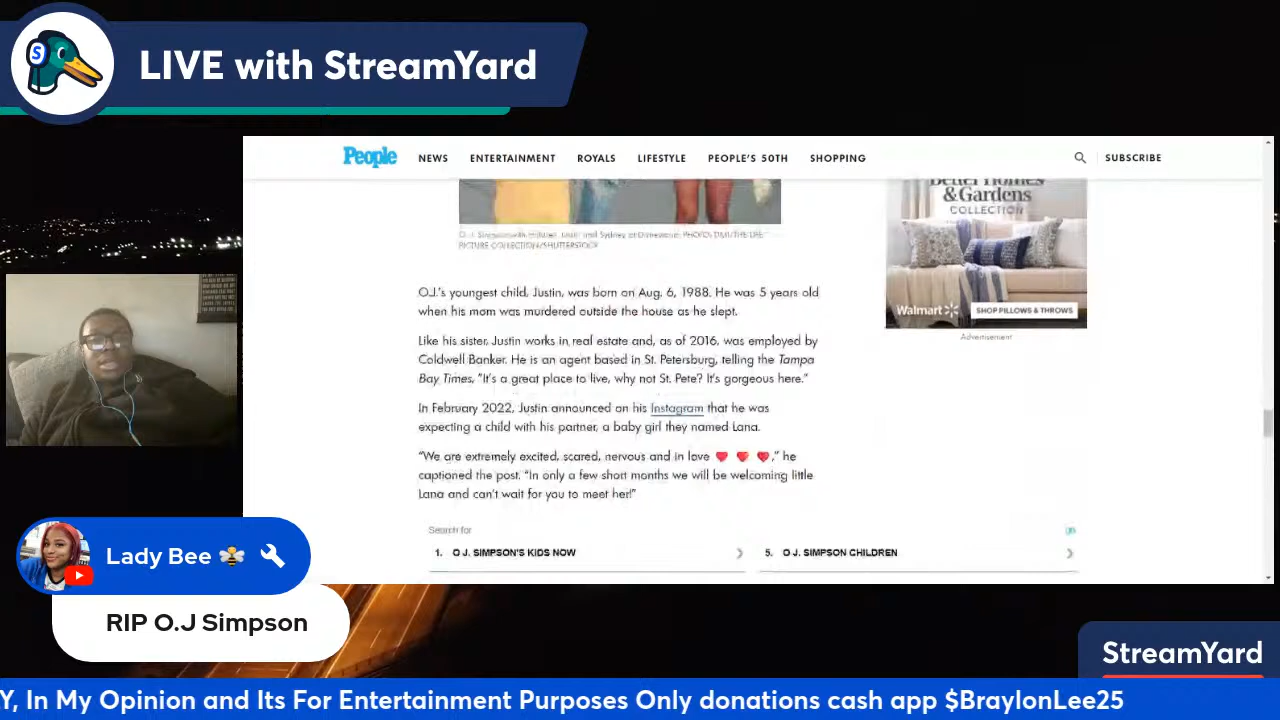 LIVE with StreamYard
S
People
NEWS
ENTERTAINMENT
ROYALS
LIFESTYLE
PEOPLE'S 50TH
SHOPPING
SUBSCRIBE
Better Homes
& Gardens
COLLECTION
Walmart
SHOP PILLOWS & THROWS
Advertisement
PICTURE COLLECTION/SHUTTERSTOCK
O.J.'s youngest child, Justin, was born on Aug. 6, 1988. He was 5 years old
when his mom was murdered outside the house as he slept.
Like his sister, Justin works in real estate and, as of 2016, was employed by
Coldwell Banker. He is an agent based in St. Petersburg, telling the Tampa
Bay Times, "It's a great place to live, why not St. Pete? It's gorgeous here."
In February 2022, Justin announced on his Instagram that he was
expecting a child with his partner, a baby girl they named Lana.
"We are extremely excited, scared, nervous and in love ❤️ ❤️ ❤️," he
captioned the post. "In only a few short months we will be welcoming little
Lana and can't wait for you to meet her!"
Search for
1. O J. SIMPSON'S KIDS NOW
5. O J. SIMPSON CHILDREN
Lady Bee 🐝
RIP O.J Simpson
StreamYard
Y, In My Opinion and Its For Entertainment Purposes Only donations cash app $BraylonLee25